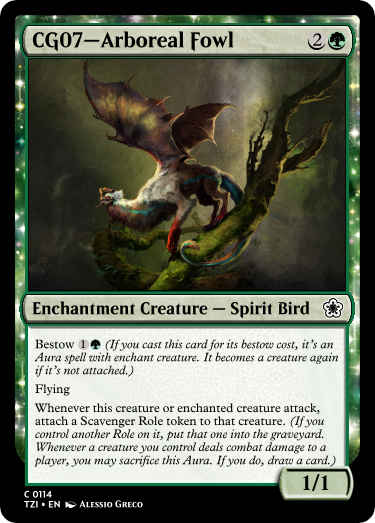 CG07—Arboreal Fowl 2
Enchantment Creature — Spirit Bird
Bestow 1 (If you cast this card for its bestow cost, it's an
Aura spell with enchant creature. It becomes a creature again
if it's not attached.)
Flying
Whenever this creature or enchanted creature attack,
attach a Scavenger Role token to that creature. (If you
control another Role on it, put that one into the graveyard.
Whenever a creature you control deals combat damage to a
player, you may sacrifice this Aura. If you do, draw a card.)
1/1
C 0114
TZI • EN Alessio Greco